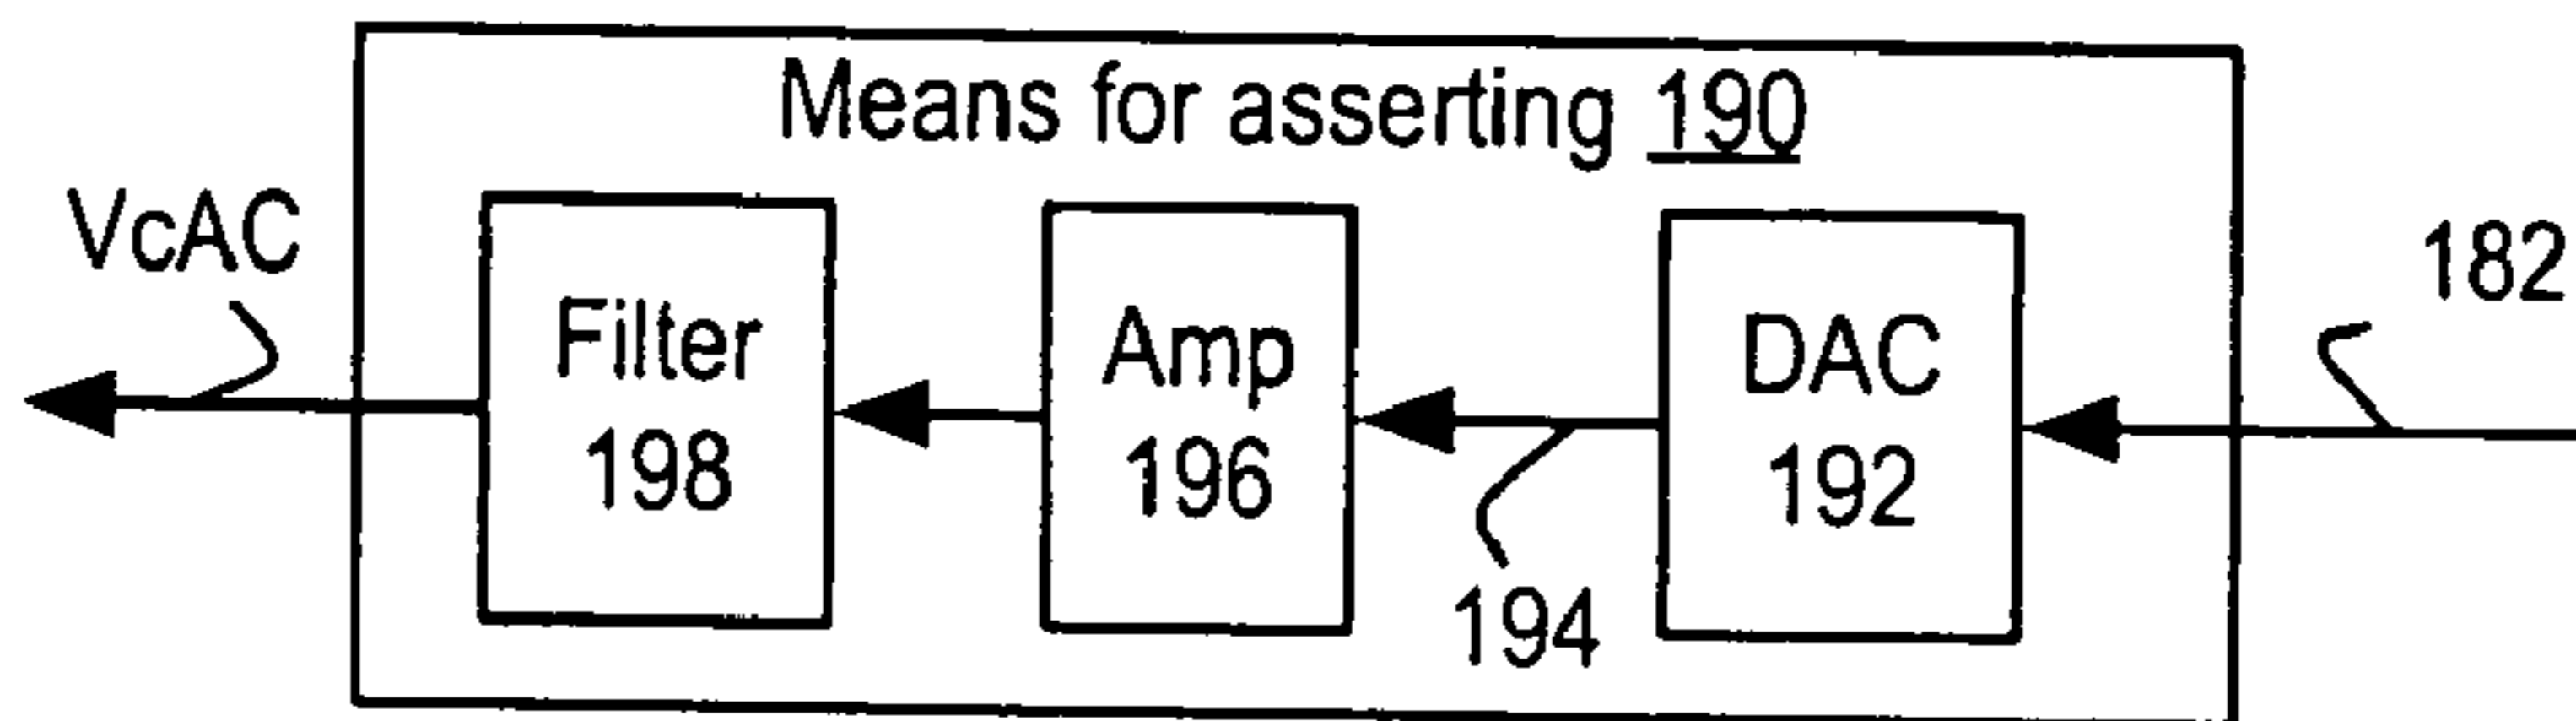 Means for asserting 190
VcAC
182
Filter
198
Amp
196
DAC
192
194